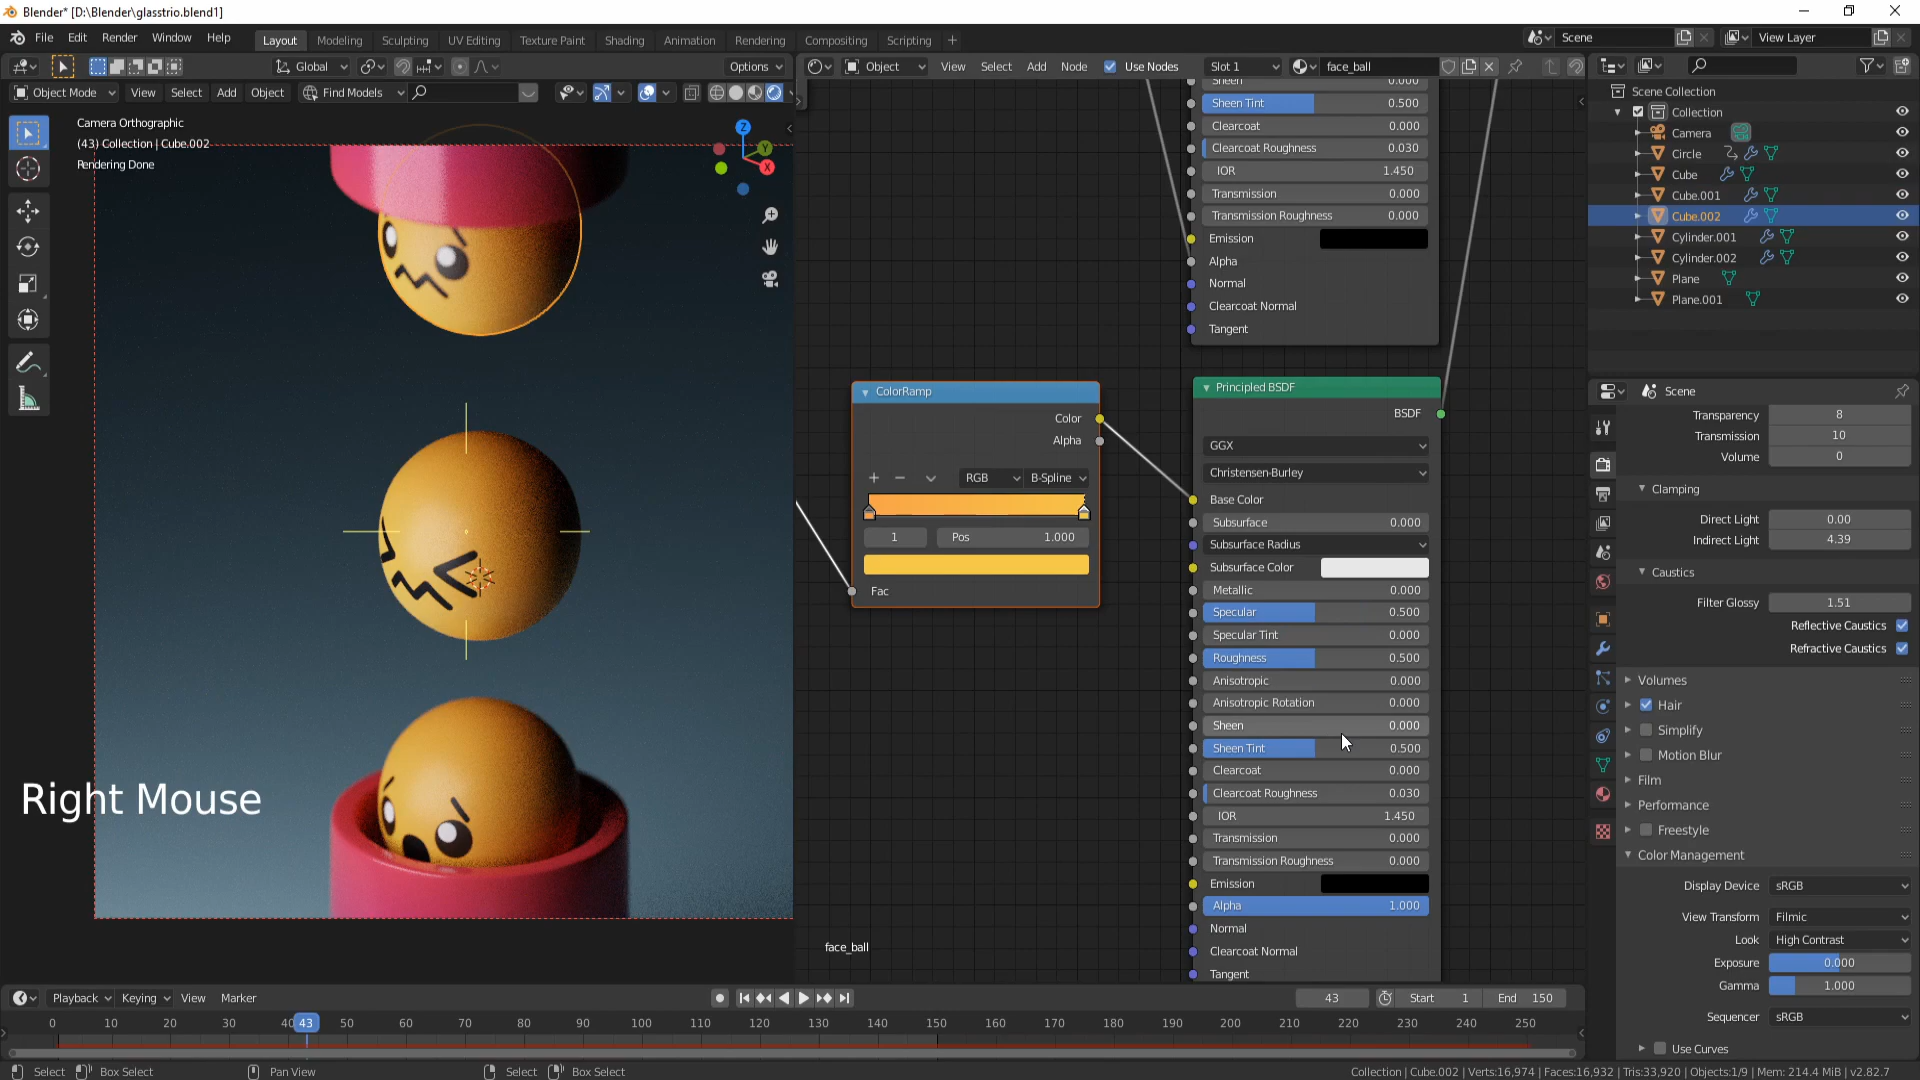 Blender* [D:\Blender\glasstrio.blend1]
File Edit Render Window Help Layout Modeling Sculpting UV Editing Texture Paint Shading Animation Rendering Compositing Scripting + Scene View Layer
Global Options Object View Select Add Node Use Nodes Slot 1 face_ball
Object Mode View Select Add Object Find Models
Camera Orthographic
(43) Collection | Cube.002
Rendering Done
Z
Y
X
Right Mouse
Sheen 0.000
Sheen Tint 0.500
Clearcoat 0.000
Clearcoat Roughness 0.030
IOR 1.450
Transmission 0.000
Transmission Roughness 0.000
Emission
Alpha
Normal
Clearcoat Normal
Tangent
ColorRamp
Color
Alpha
RGB B-Spline
1 Pos 1.000
Fac
Principled BSDF
BSDF
GGX
Christensen-Burley
Base Color
Subsurface 0.000
Subsurface Radius
Subsurface Color
Metallic 0.000
Specular 0.500
Specular Tint 0.000
Roughness 0.500
Anisotropic 0.000
Anisotropic Rotation 0.000
Sheen 0.000
Sheen Tint 0.500
Clearcoat 0.000
Clearcoat Roughness 0.030
IOR 1.450
Transmission 0.000
Transmission Roughness 0.000
Emission
Alpha 1.000
Normal
Clearcoat Normal
Tangent
face_ball
Scene Collection
Collection
Camera
Circle
Cube
Cube.001
Cube.002
Cylinder.001
Cylinder.002
Plane
Plane.001
Scene
Transparency 8
Transmission 10
Volume 0
Clamping
Direct Light 0.00
Indirect Light 4.39
Caustics
Filter Glossy 1.51
Reflective Caustics
Refractive Caustics
Volumes
Hair
Simplify
Motion Blur
Film
Performance
Freestyle
Color Management
Display Device sRGB
View Transform Filmic
Look High Contrast
Exposure 0.000
Gamma 1.000
Sequencer sRGB
Use Curves
Playback Keying View Marker 43 Start 1 End 150
0 10 20 30 40 43 50 60 70 80 90 100 110 120 130 140 150 160 170 180 190 200 210 220 230 240 250
Select Box Select Pan View Select Box Select Collection | Cube.002 | Verts:16,974 | Faces:16,932 | Tris:33,920 | Objects:1/9 | Mem: 214.4 MiB | v2.82.7